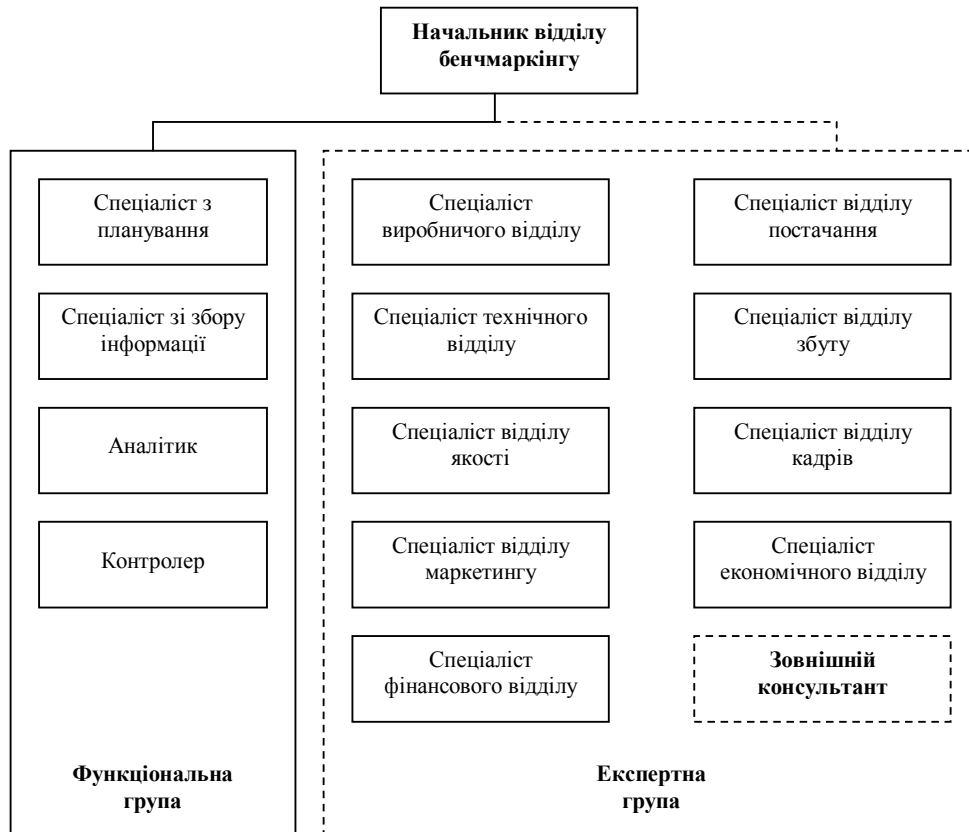 Начальник відділу
бенчмаркінгу
Спеціаліст з
планування
Спеціаліст зі збору
інформації
Аналітик
Контролер
Функціональна
група
Спеціаліст
виробничого відділу
Спеціаліст відділу
постачання
Спеціаліст технічного
відділу
Спеціаліст відділу
збуту
Спеціаліст відділу
якості
Спеціаліст відділу
кадрів
Спеціаліст відділу
маркетингу
Спеціаліст
економічного відділу
Спеціаліст
фінансового відділу
Зовнішній
консультант
Експертна
група